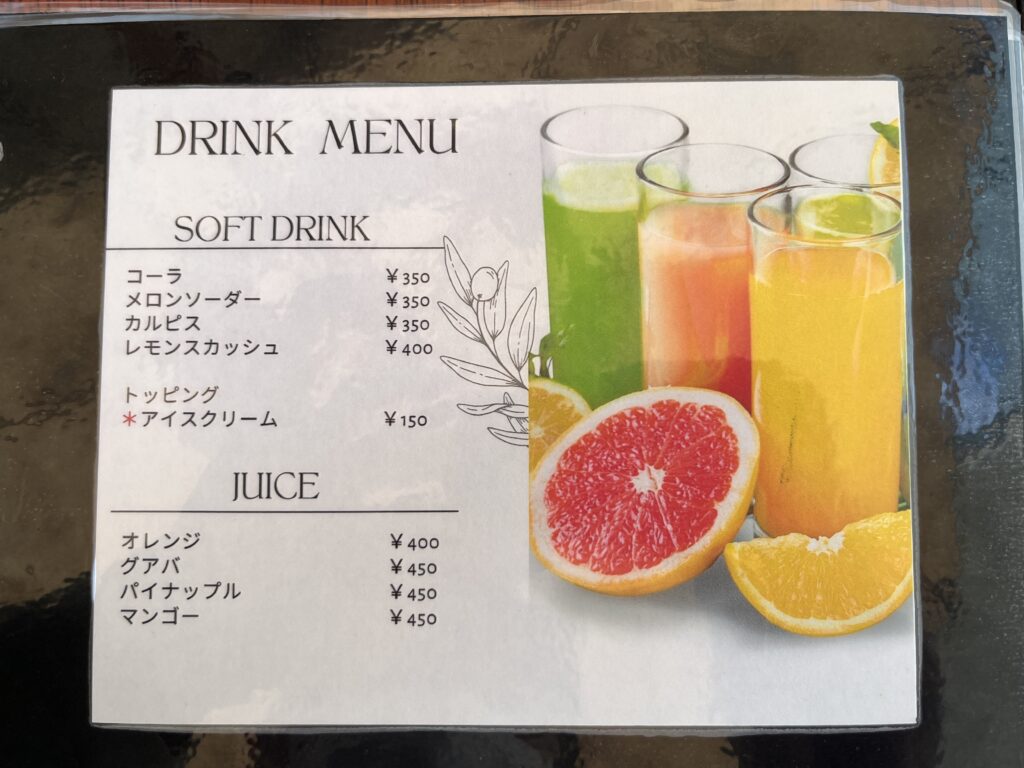 DRINK MENU
SOFT DRINK
コーラ ¥350
メロンソーダー ¥350
カルピス ¥350
レモンスカッシュ ¥400
トッピング
*アイスクリーム ¥150
JUICE
オレンジ ¥400
グアバ ¥450
パイナップル ¥450
マンゴー ¥450